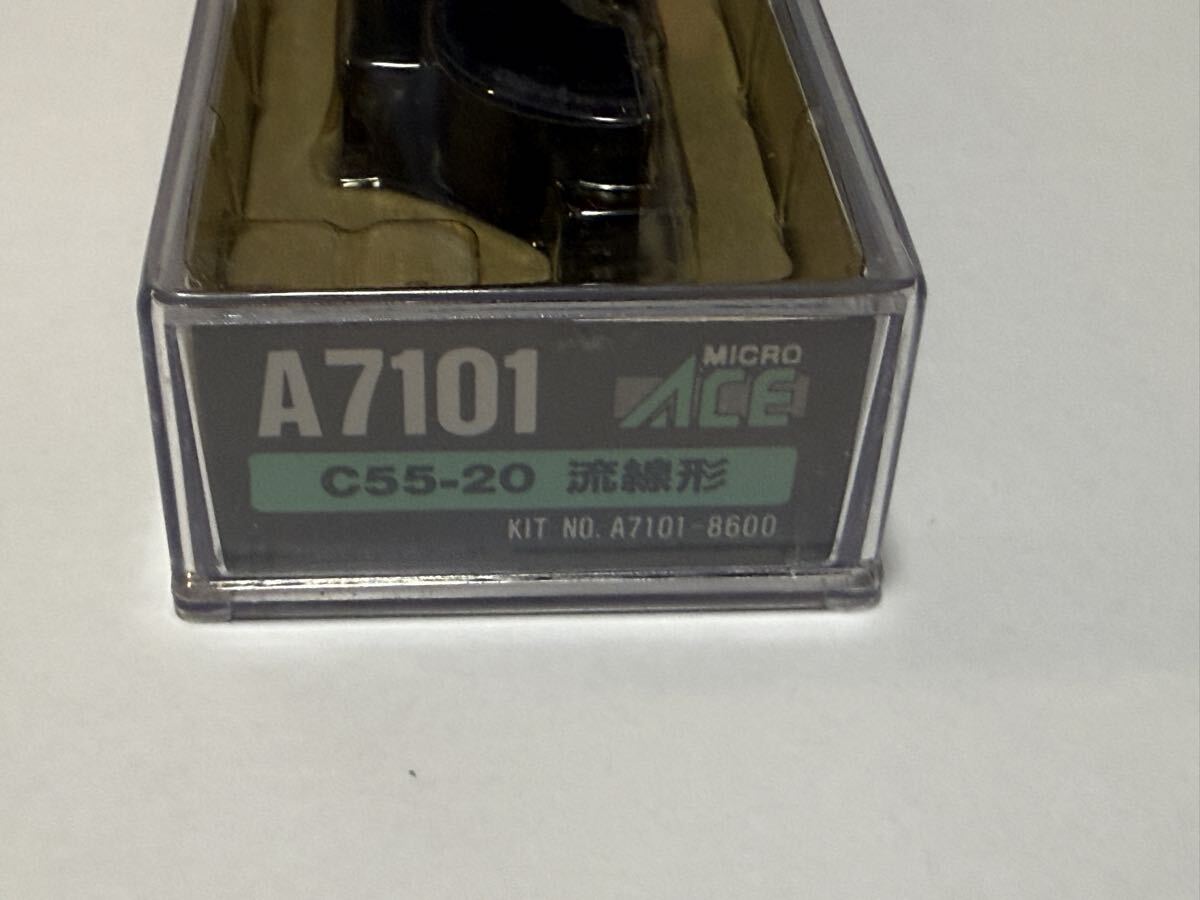 A7101
MICRO
ACE
C55-20 流線形
KIT NO. A7101-8600